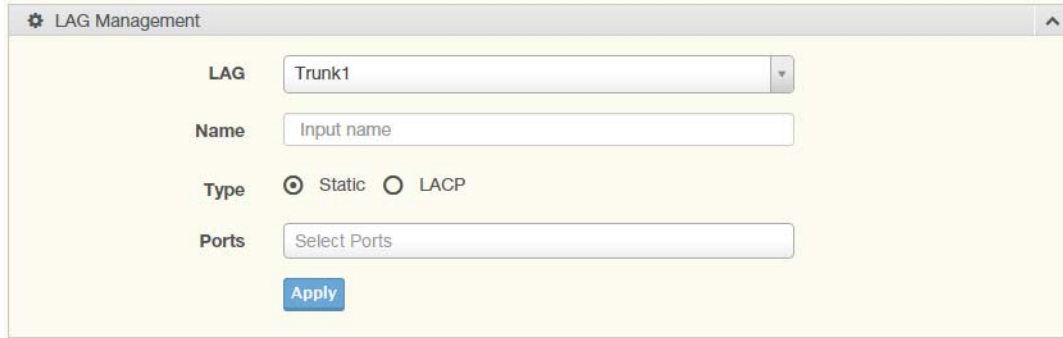 LAG Management
LAG Trunk1
Name Input name
Type Static LACP
Ports Select Ports
Apply